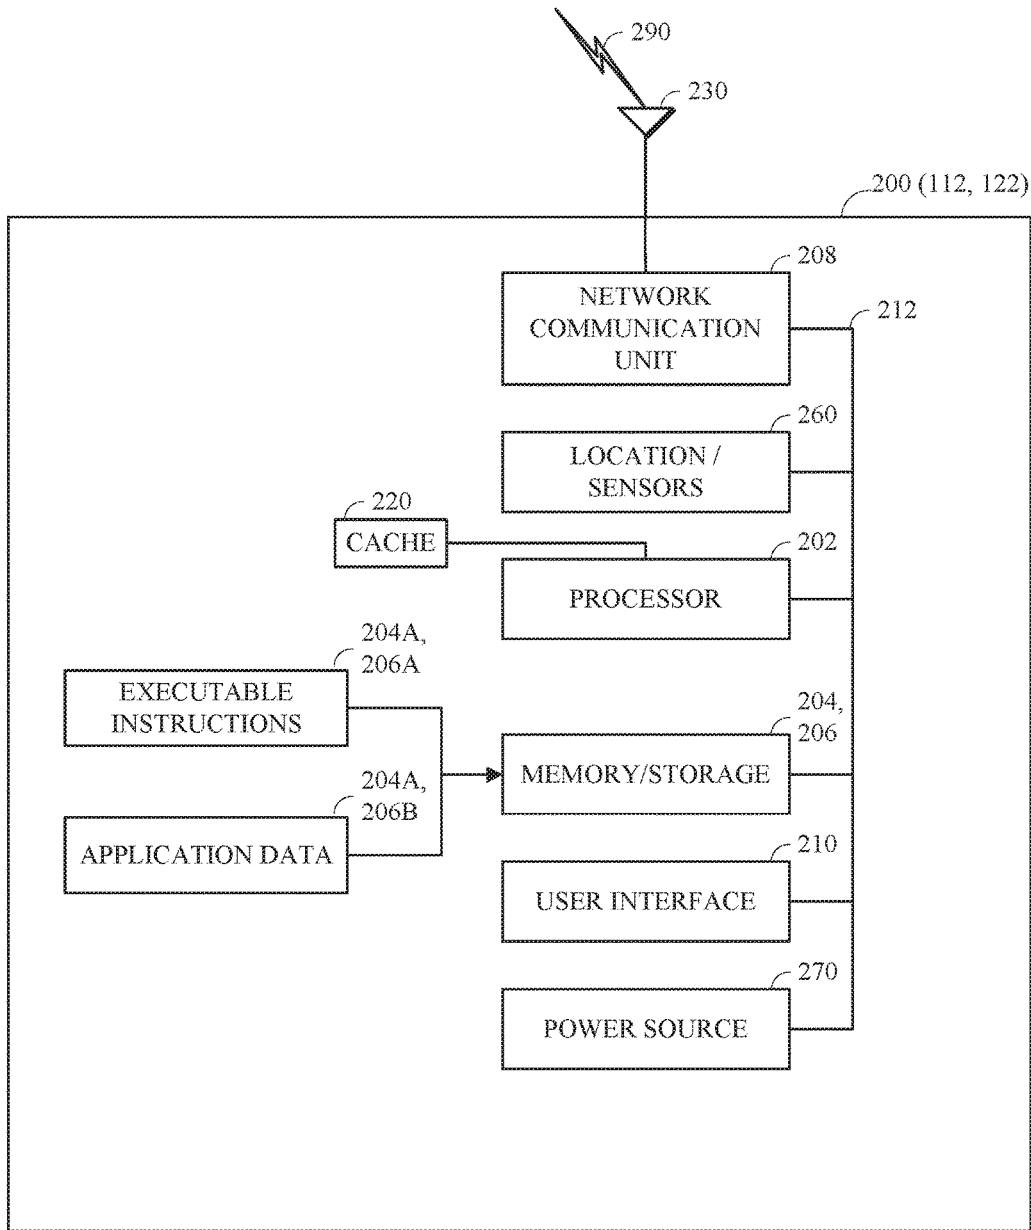 290
230
200 (112, 122)
208
NETWORK
COMMUNICATION
UNIT
212
260
LOCATION /
SENSORS
220
CACHE
202
PROCESSOR
204A,
206A
EXECUTABLE
INSTRUCTIONS
204,
206
MEMORY/STORAGE
204A,
206B
APPLICATION DATA
210
USER INTERFACE
270
POWER SOURCE